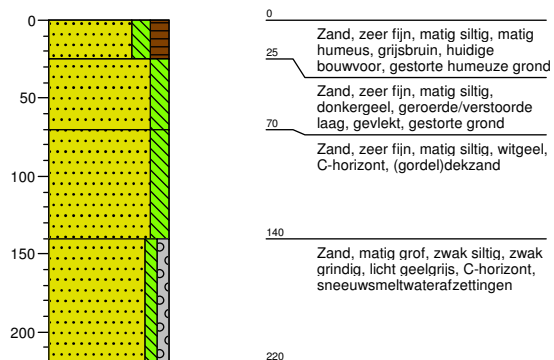 0
50
100
150
200
0
Zand, zeer fijn, matig siltig, matig
humeus, grijsbruin, huidige
bouwvoor, gestorte humeuze grond
25
Zand, zeer fijn, matig siltig,
donkergeel, geroerde/verstoorde
laag, gevlekt, gestorte grond
70
Zand, zeer fijn, matig siltig, witgeel,
C-horizont, (gordel)dekzand
140
Zand, matig grof, zwak siltig, zwak
grindig, licht geelgrijs, C-horizont,
sneeuwsmeltwaterafzettingen
220